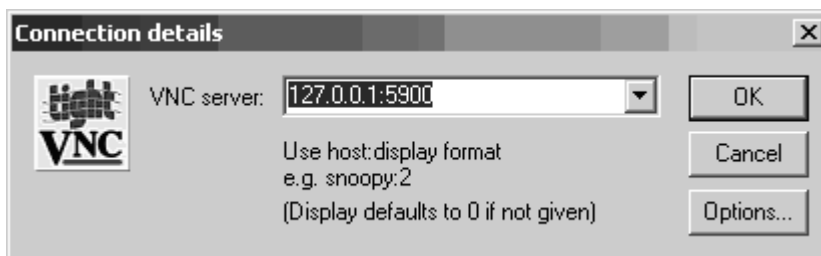 Connection details
tight
VNC
VNC server:
127.0.0.1:5900
OK
Use host:display format
e.g. snoopy:2
Cancel
(Display defaults to 0 if not given)
Options...